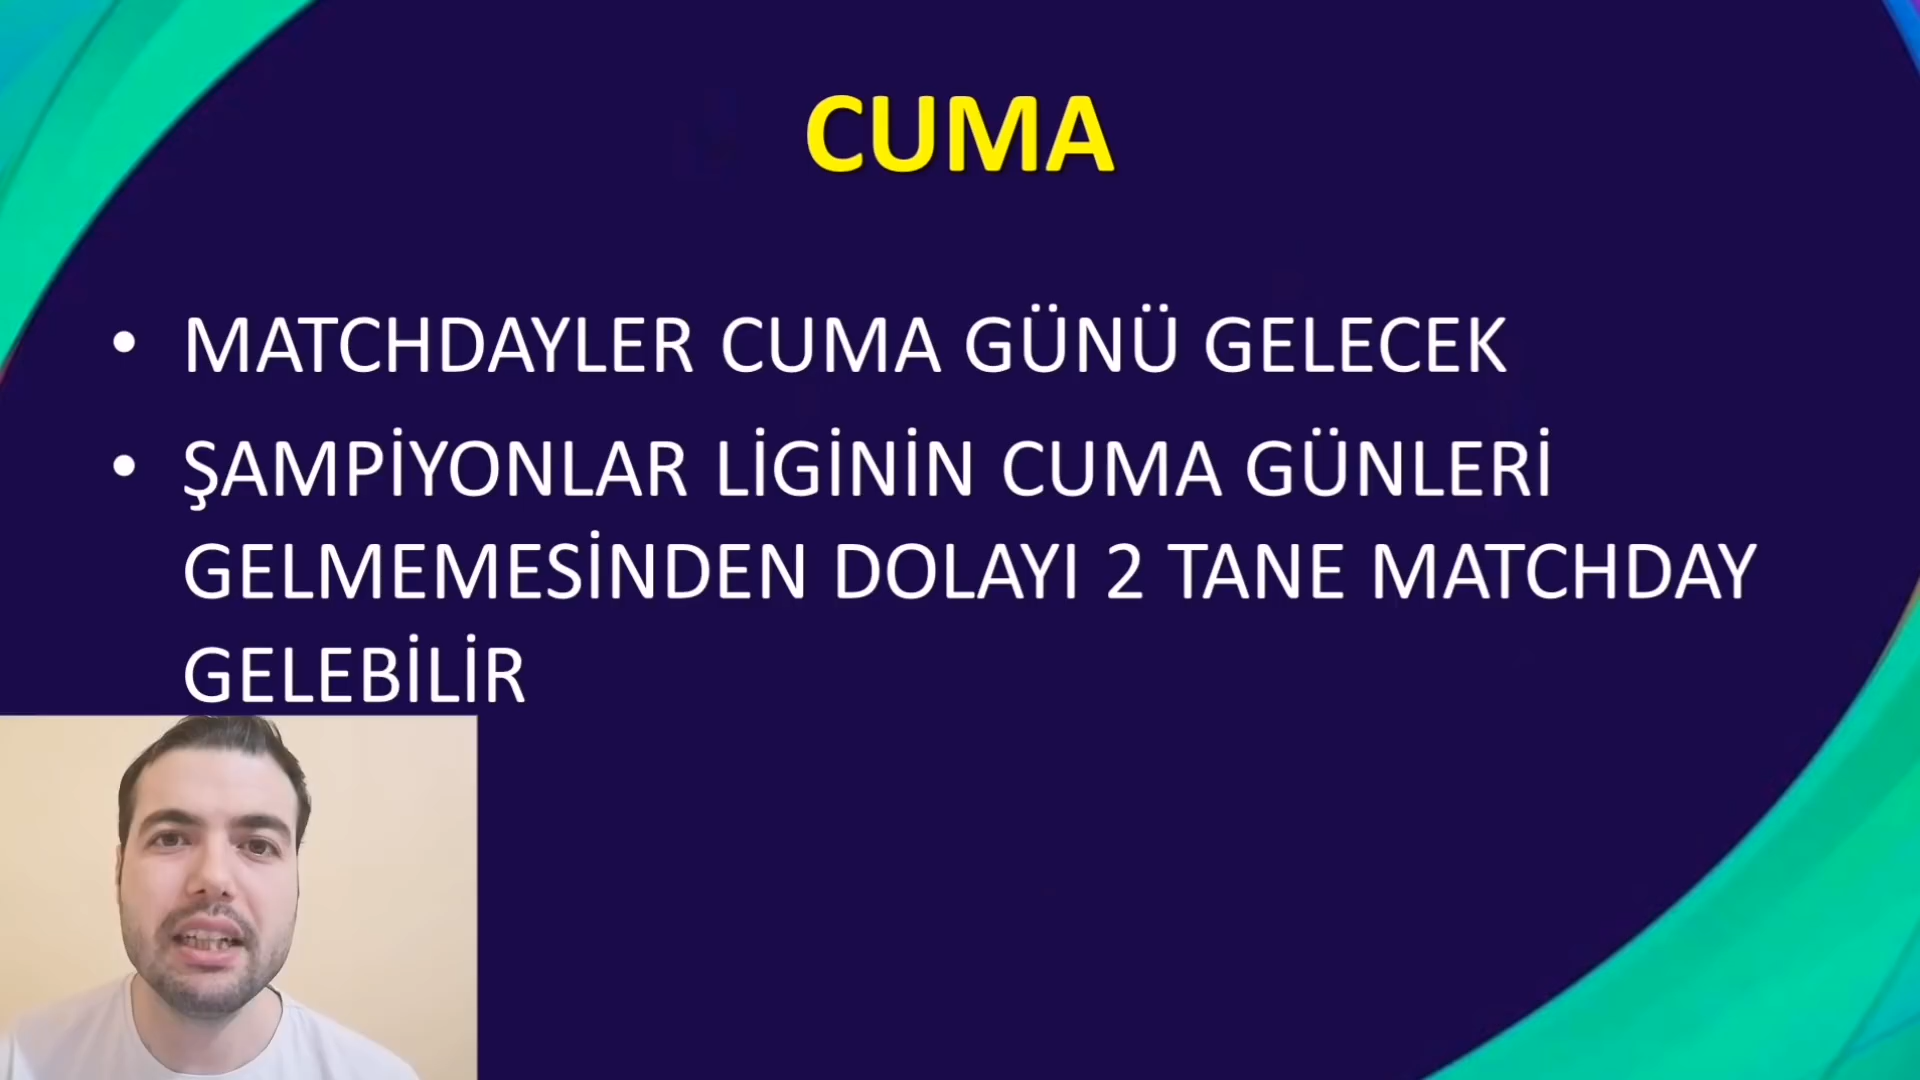 CUMA
• MATCHDAYLER CUMA GÜNÜ GELECEK
• ŞAMPİYONLAR LİGİNİN CUMA GÜNLERİ
GELMEMESİNDEN DOLAYI 2 TANE MATCHDAY
GELEBİLİR